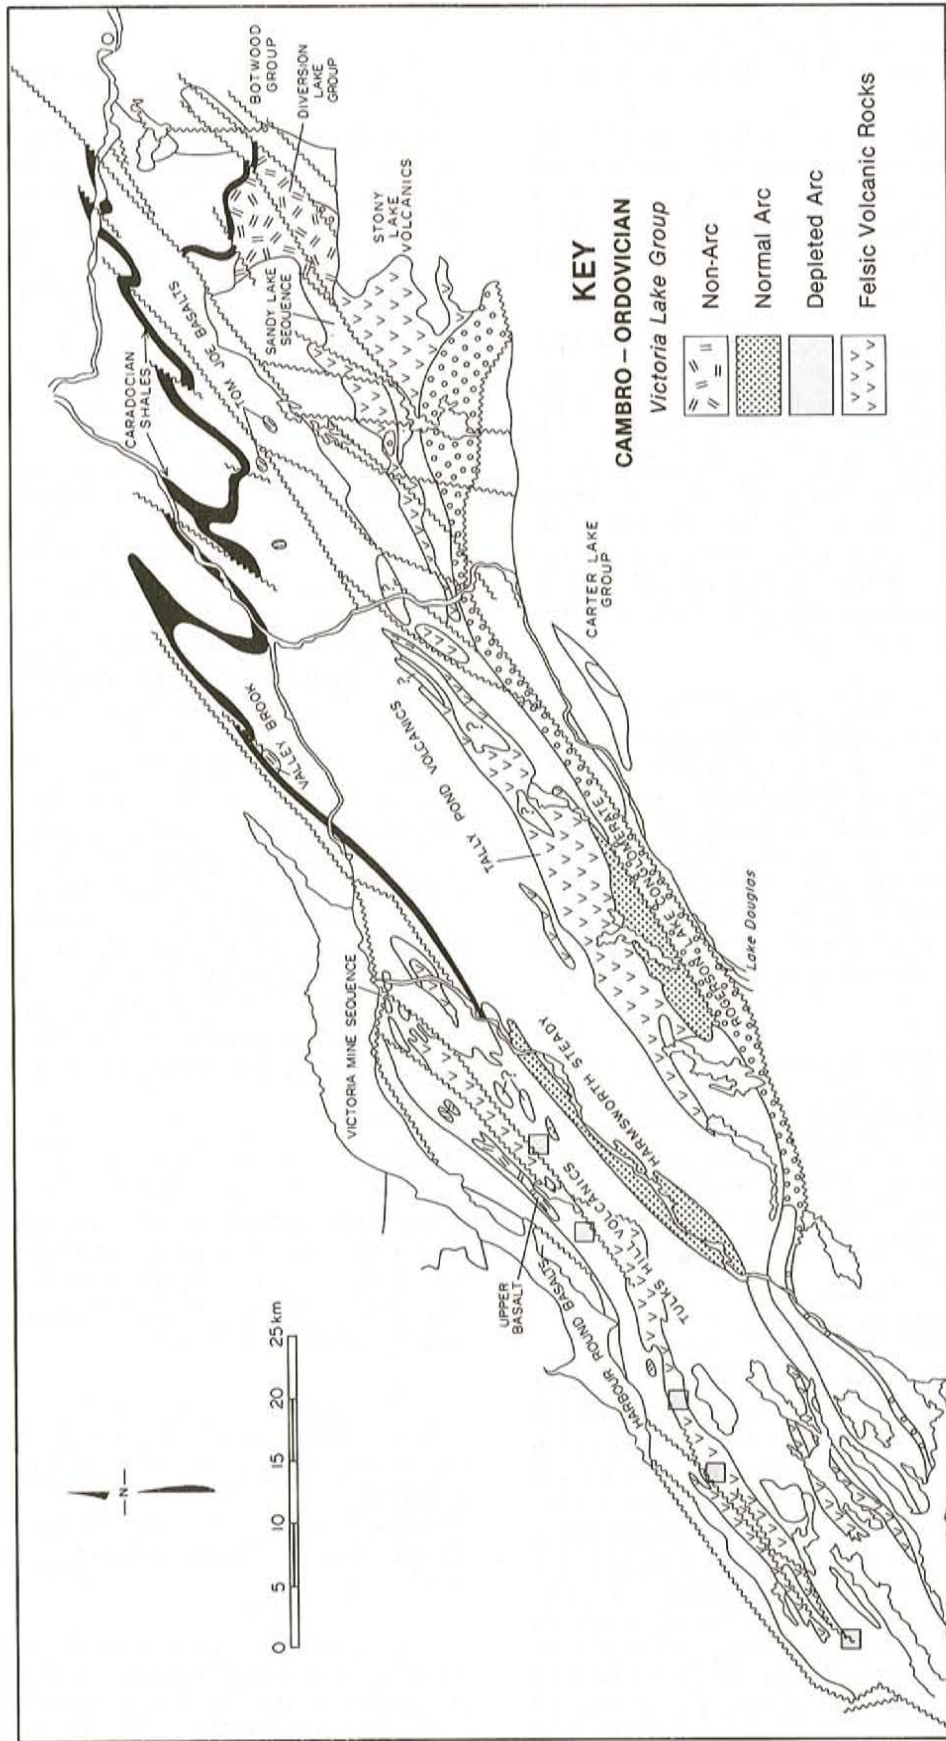 BOTWOOD
GROUP
DIVERSION
LAKE
GROUP
STONY
LAKE
VOLCANICS
SANDY LAKE
SEQUENCE
TOM JOE BASALTS
CARADOCIAN
SHALES
VALLEY BROOK
TALLY POND VOLCANICS
CARTER LAKE
GROUP
ROGERSON LAKE CONGLOMERATE
Lake Douglas
VICTORIA MINE SEQUENCE
HARMSWORTH STEADY
TULKS HILL VOLCANICS
UPPER
BASALT
HARBOUR ROUND BASALTS
KEY
CAMBRO – ORDOVICIAN
Victoria Lake Group
Non-Arc
Normal Arc
Depleted Arc
Felsic Volcanic Rocks
—N—
0 5 10 15 20 25 km
?
?
?
?